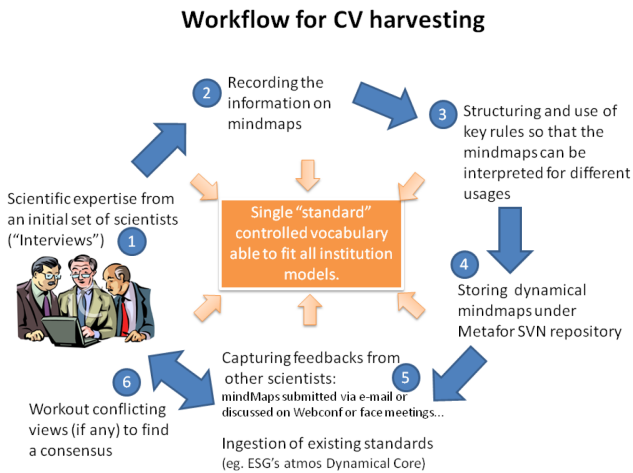 Workflow for CV harvesting
1
Scientific expertise from
an initial set of scientists
("Interviews")
2
Recording the
information on
mindmaps
3
Structuring and use of
key rules so that the
mindmaps can be
interpreted for different
usages
4
Storing dynamical
mindmaps under
Metafor SVN repository
5
Capturing feedbacks from
other scientists:
mindMaps submitted via e-mail or
discussed on Webconf or face meetings...
Ingestion of existing standards
(eg. ESG's atmos Dynamical Core)
6
Workout conflicting
views (if any) to find
a consensus
Single "standard"
controlled vocabulary
able to fit all institution
models.